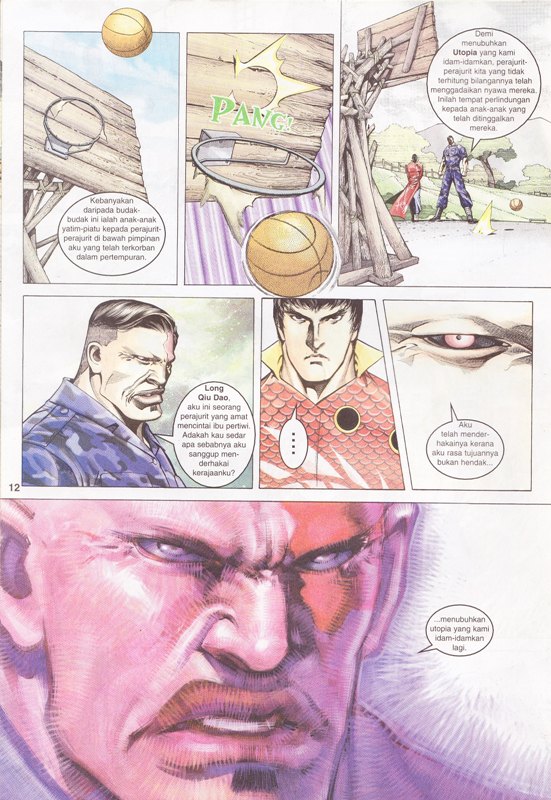 Kebanyakan
daripada budak-
budak ini ialah anak-anak
yatim-piatu kepada perajurit-
perajurit di bawah pimpinan
aku yang telah terkorban
dalam pertempuran.
PANG!
Demi
menubuhkan
Utopia yang kami
idam-idamkan, perajurit-
perajurit kita yang tidak
terhitung bilangannya telah
menggadaikan nyawa mereka.
Inilah tempat perlindungan
kepada anak-anak yang
telah ditinggalkan
mereka.
Long
Qiu Dao,
aku ini seorang
perajurit yang amat
mencintai ibu pertiwi.
Adakah kau sedar
apa sebabnya aku
sanggup men-
derhakai
kerajaanku?
....
Aku
telah mender-
hakainya kerana
aku rasa tujuannya
bukan hendak...
12
...menubuhkan
utopia yang kami
idam-idamkan
lagi.